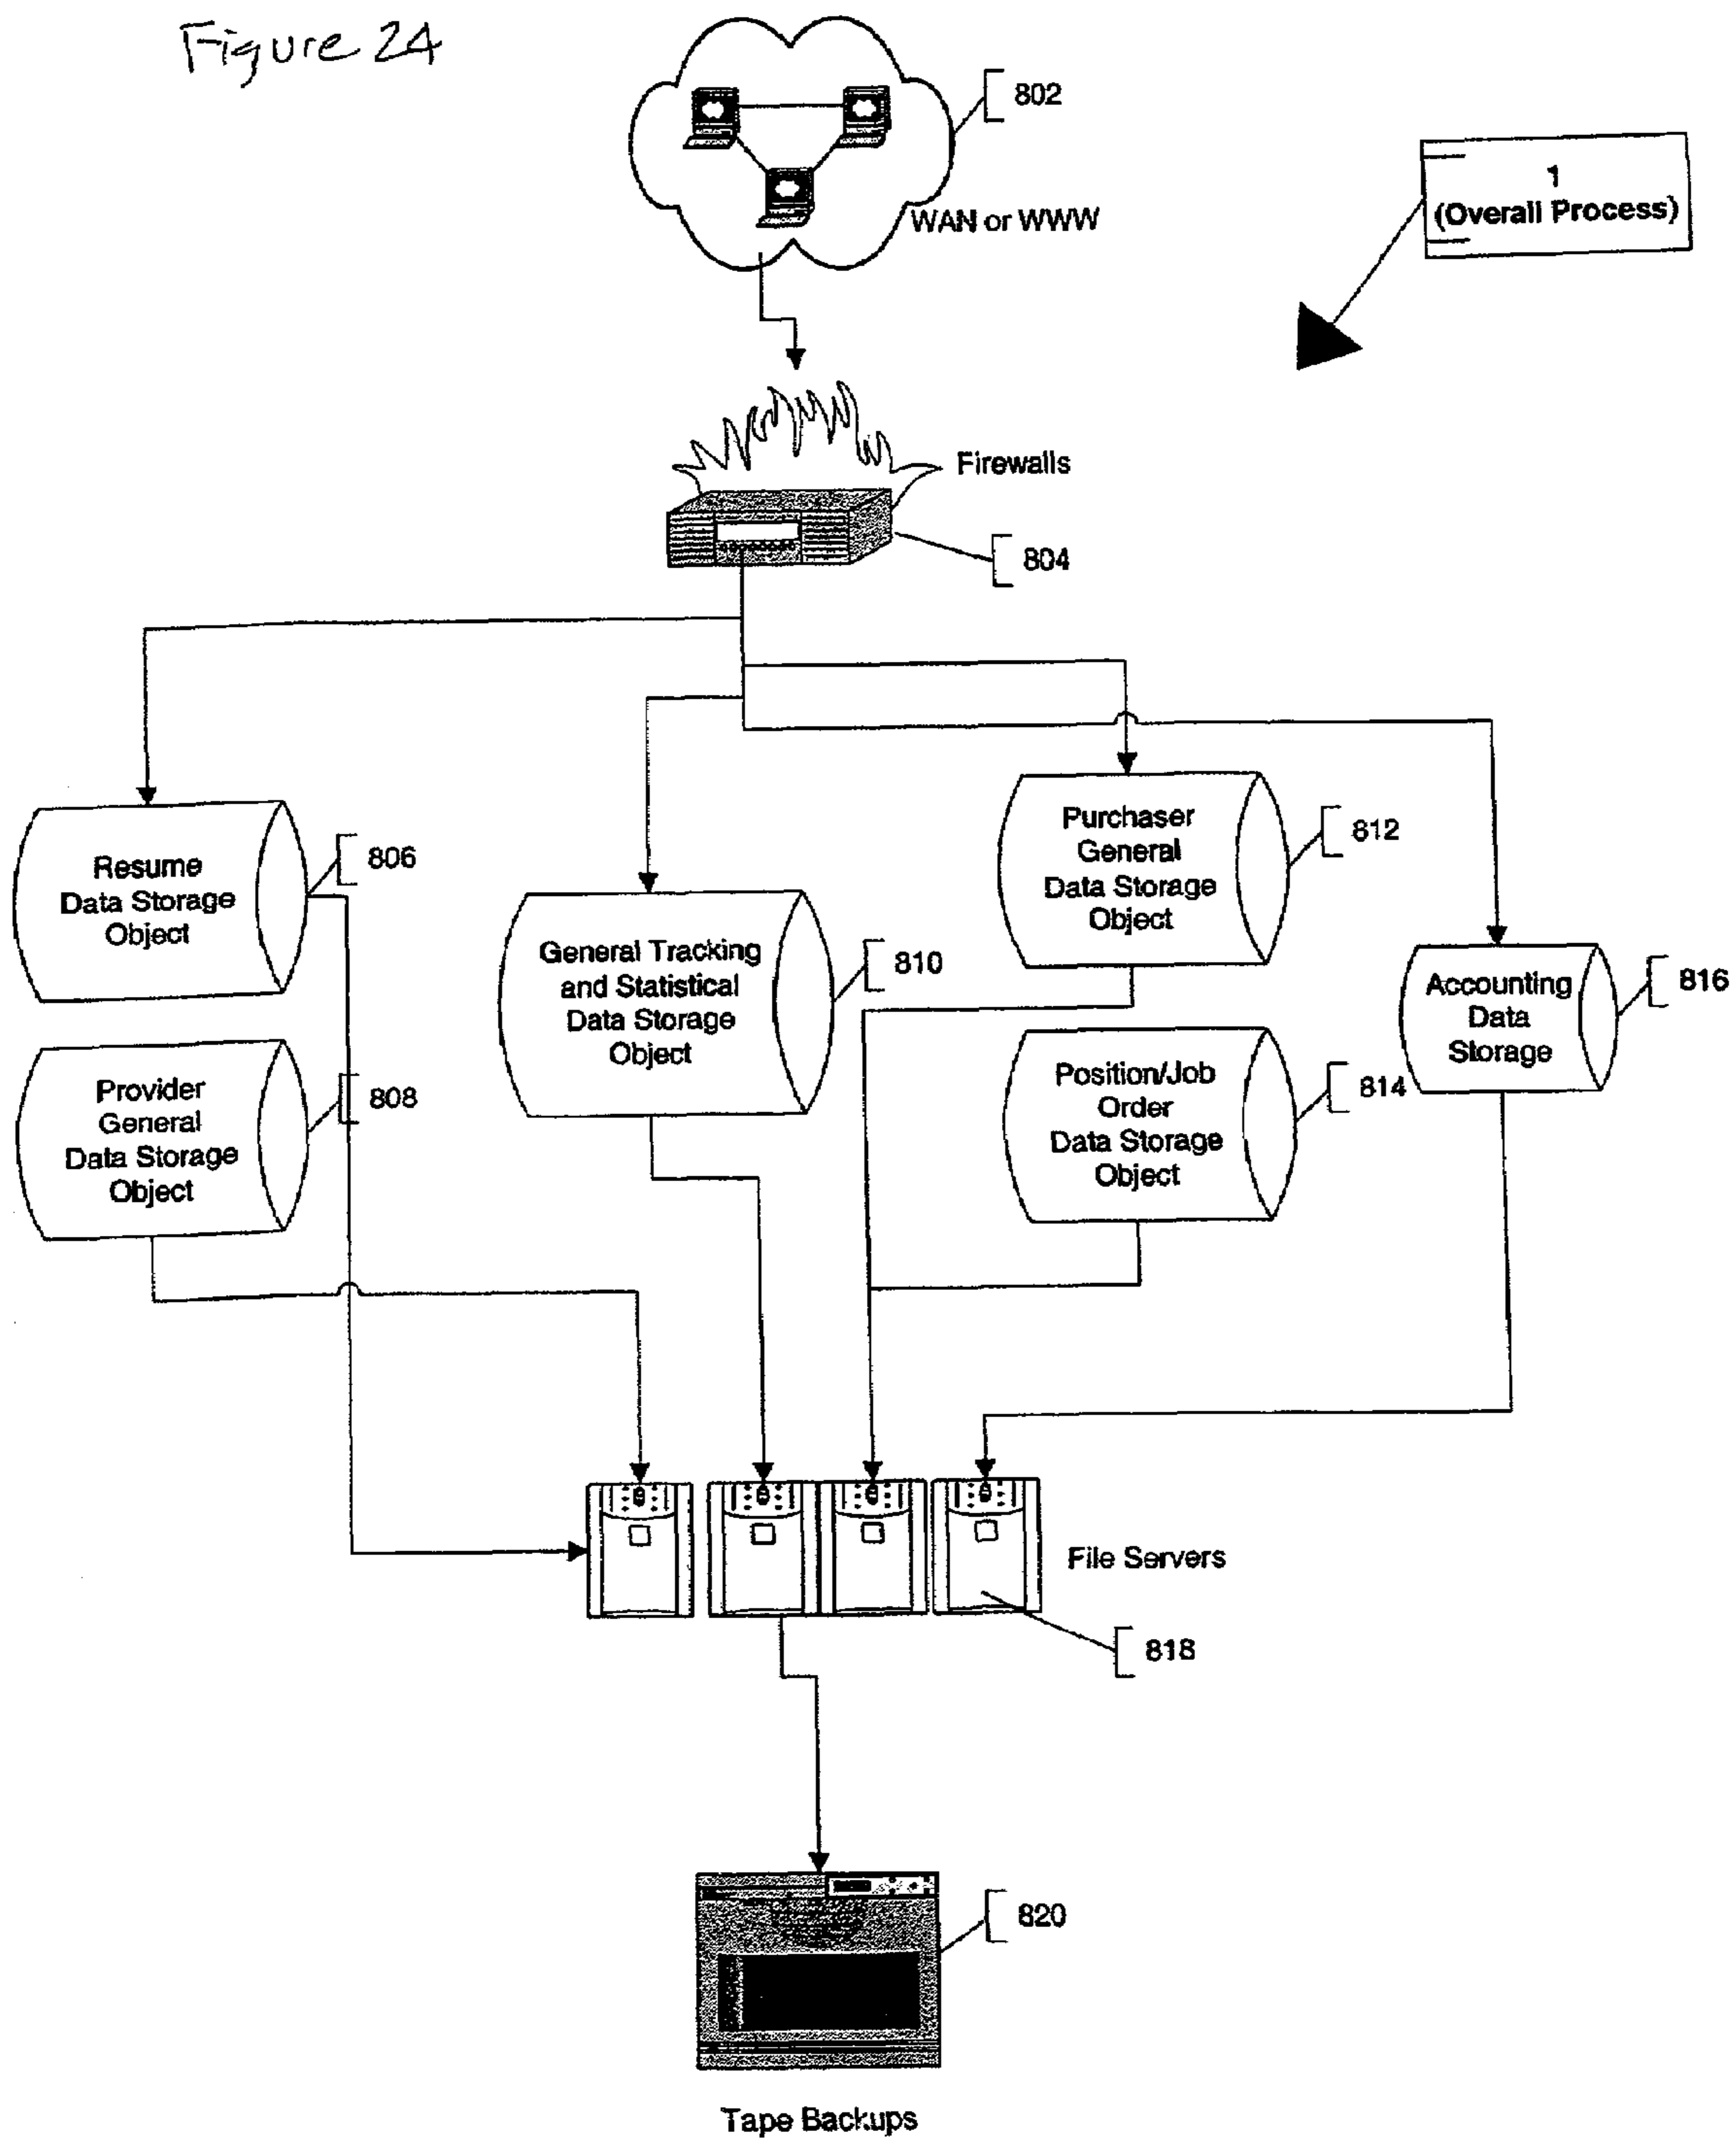 Figure 24
802
WAN or WWW
1
(Overall Process)
Firewalls
804
Resume
Data Storage
Object
806
Provider
General
Data Storage
Object
808
General Tracking
and Statistical
Data Storage
Object
810
Purchaser
General
Data Storage
Object
812
Position/Job
Order
Data Storage
Object
814
Accounting
Data
Storage
816
File Servers
818
820
Tape Backups